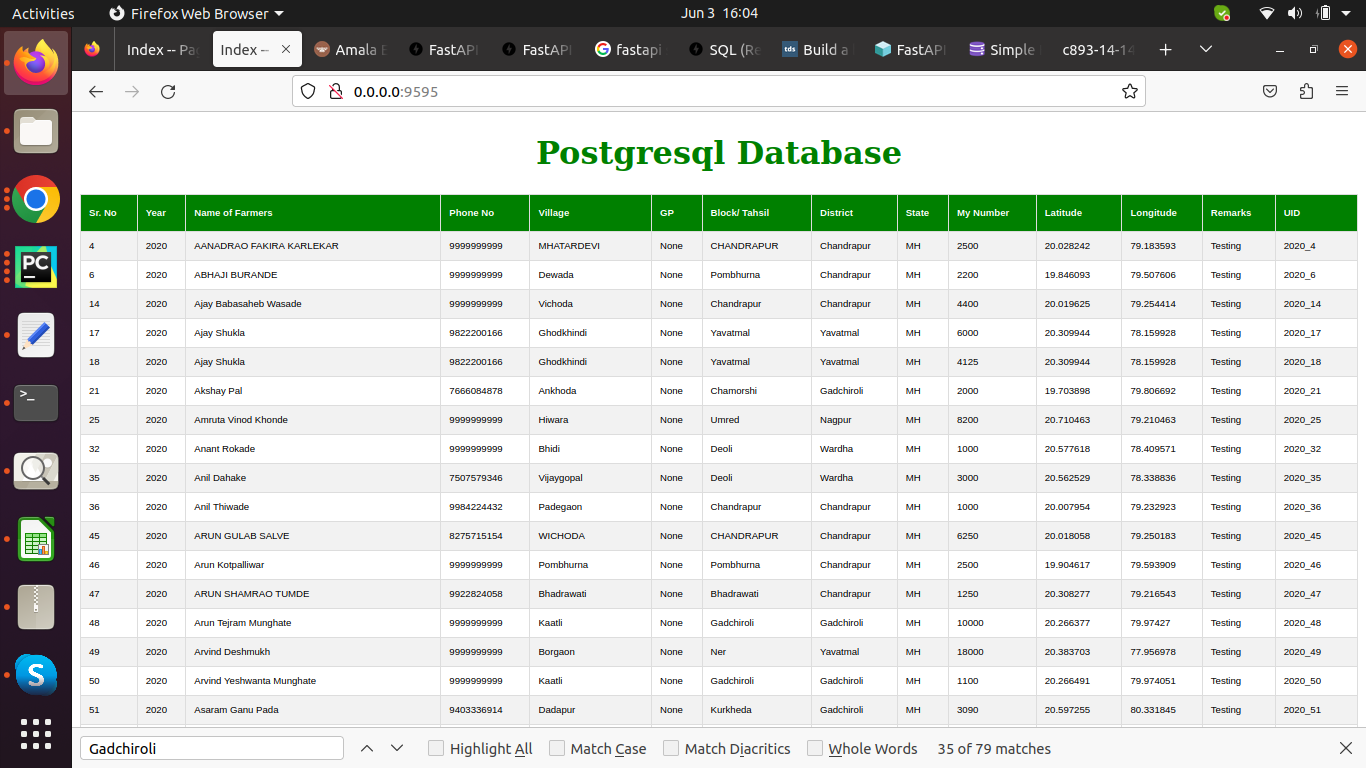 Activities Firefox Web Browser Jun 3 16:04
Index -- Pa Index -- Amala E FastAPI FastAPI fastapi SQL (Re Build a FastAPI Simple c893-14-14
0.0.0.0:9595
Postgresql Database
Sr. No Year Name of Farmers Phone No Village GP Block/ Tahsil District State My Number Latitude Longitude Remarks UID
4 2020 AANADRAO FAKIRA KARLEKAR 9999999999 MHATARDEVI None CHANDRAPUR Chandrapur MH 2500 20.028242 79.183593 Testing 2020_4
6 2020 ABHAJI BURANDE 9999999999 Dewada None Pombhurna Chandrapur MH 2200 19.846093 79.507606 Testing 2020_6
14 2020 Ajay Babasaheb Wasade 9999999999 Vichoda None Chandrapur Chandrapur MH 4400 20.019625 79.254414 Testing 2020_14
17 2020 Ajay Shukla 9822200166 Ghodkhindi None Yavatmal Yavatmal MH 6000 20.309944 78.159928 Testing 2020_17
18 2020 Ajay Shukla 9822200166 Ghodkhindi None Yavatmal Yavatmal MH 4125 20.309944 78.159928 Testing 2020_18
21 2020 Akshay Pal 7666084878 Ankhoda None Chamorshi Gadchiroli MH 2000 19.703898 79.806692 Testing 2020_21
25 2020 Amruta Vinod Khonde 9999999999 Hiwara None Umred Nagpur MH 8200 20.710463 79.210463 Testing 2020_25
32 2020 Anant Rokade 9999999999 Bhidi None Deoli Wardha MH 1000 20.577618 78.409571 Testing 2020_32
35 2020 Anil Dahake 7507579346 Vijaygopal None Deoli Wardha MH 3000 20.562529 78.338836 Testing 2020_35
36 2020 Anil Thiwade 9984224432 Padegaon None Chandrapur Chandrapur MH 1000 20.007954 79.232923 Testing 2020_36
45 2020 ARUN GULAB SALVE 8275715154 WICHODA None CHANDRAPUR Chandrapur MH 6250 20.018058 79.250183 Testing 2020_45
46 2020 Arun Kotpalliwar 9999999999 Pombhurna None Pombhurna Chandrapur MH 2500 19.904617 79.593909 Testing 2020_46
47 2020 ARUN SHAMRAO TUMDE 9922824058 Bhadrawati None Bhadrawati Chandrapur MH 1250 20.308277 79.216543 Testing 2020_47
48 2020 Arun Tejram Munghate 9999999999 Kaatli None Gadchiroli Gadchiroli MH 10000 20.266377 79.97427 Testing 2020_48
49 2020 Arvind Deshmukh 9999999999 Borgaon None Ner Yavatmal MH 18000 20.383703 77.956978 Testing 2020_49
50 2020 Arvind Yeshwanta Munghate 9999999999 Kaatli None Gadchiroli Gadchiroli MH 1100 20.266491 79.974051 Testing 2020_50
51 2020 Asaram Ganu Pada 9403336914 Dadapur None Kurkheda Gadchiroli MH 3090 20.597255 80.331845 Testing 2020_51
Gadchiroli Highlight All Match Case Match Diacritics Whole Words 35 of 79 matches